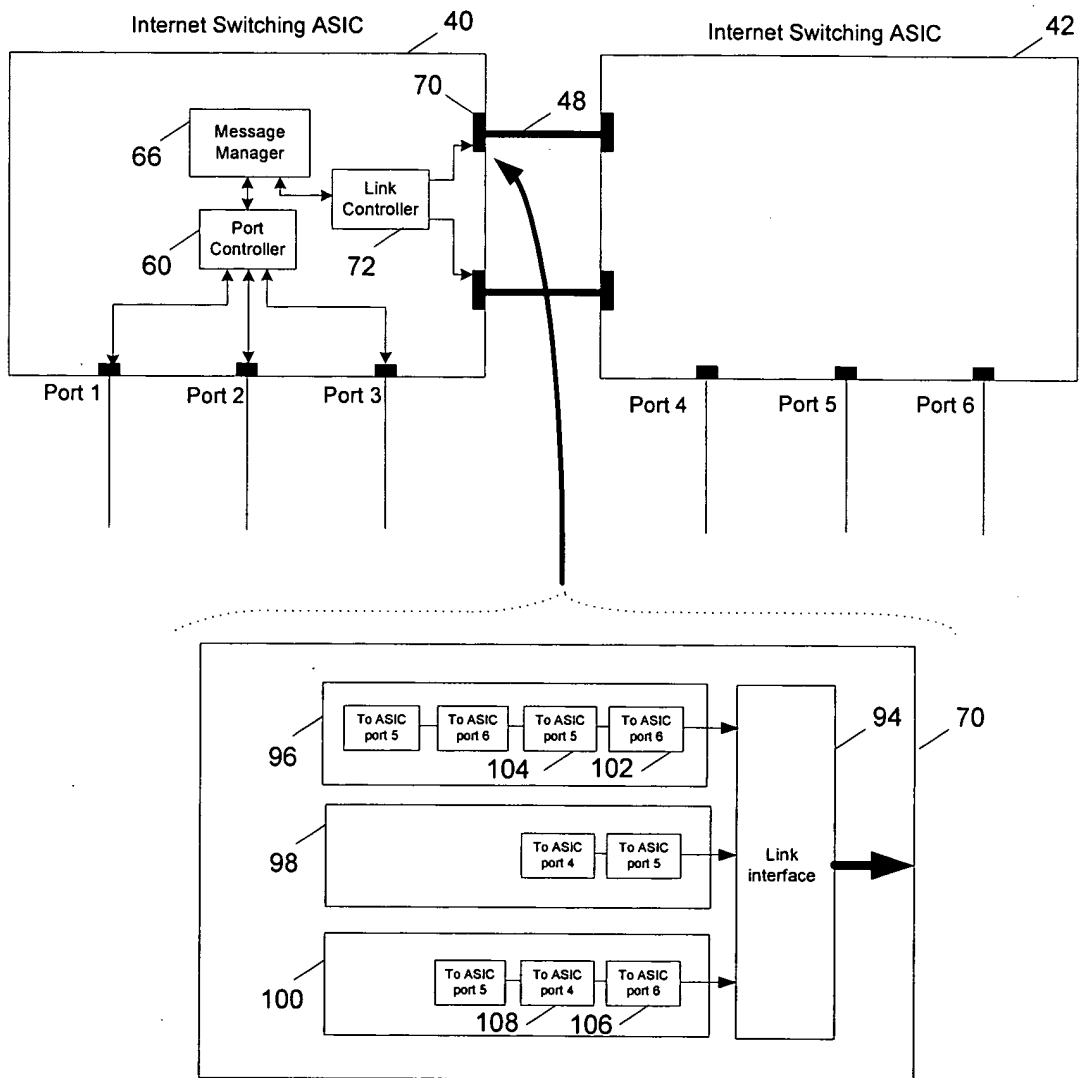 Internet Switching ASIC
40
Internet Switching ASIC
42
70
48
Message
Manager
66
Link
Controller
72
Port
Controller
60
Port 1
Port 2
Port 3
Port 4
Port 5
Port 6
To ASIC
port 5
To ASIC
port 6
To ASIC
port 5
To ASIC
port 6
96
104
102
94
70
To ASIC
port 4
To ASIC
port 5
98
Link
interface
To ASIC
port 5
To ASIC
port 4
To ASIC
port 6
100
108
106